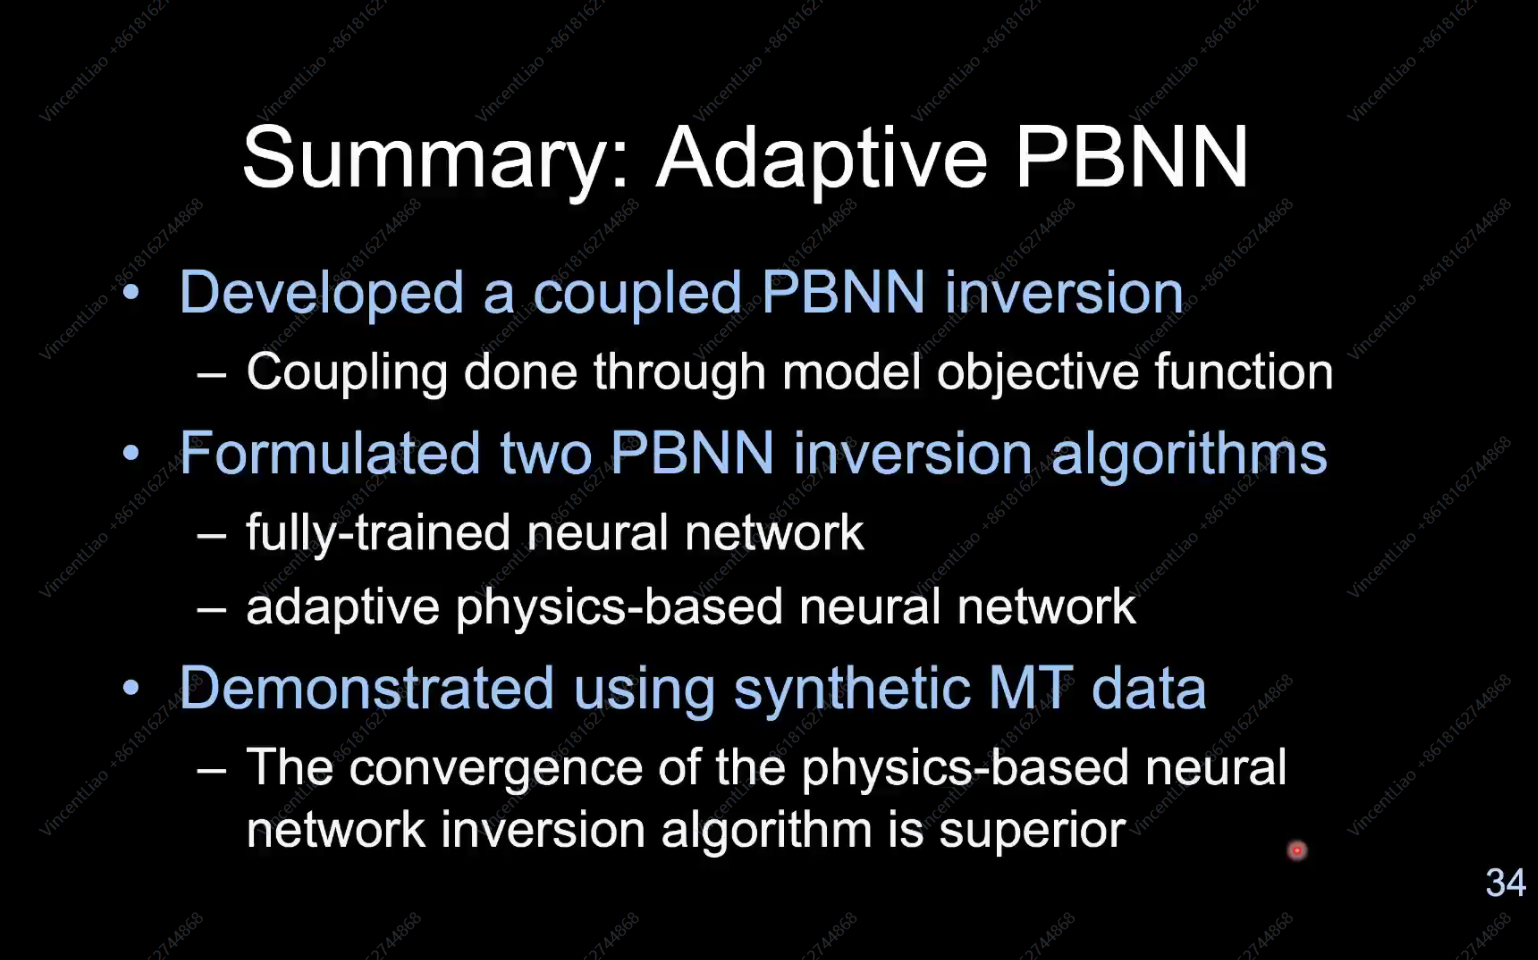 Summary: Adaptive PBNN
• Developed a coupled PBNN inversion
– Coupling done through model objective function
• Formulated two PBNN inversion algorithms
– fully-trained neural network
– adaptive physics-based neural network
• Demonstrated using synthetic MT data
– The convergence of the physics-based neural
network inversion algorithm is superior
34
VincentLiao +8618162744868